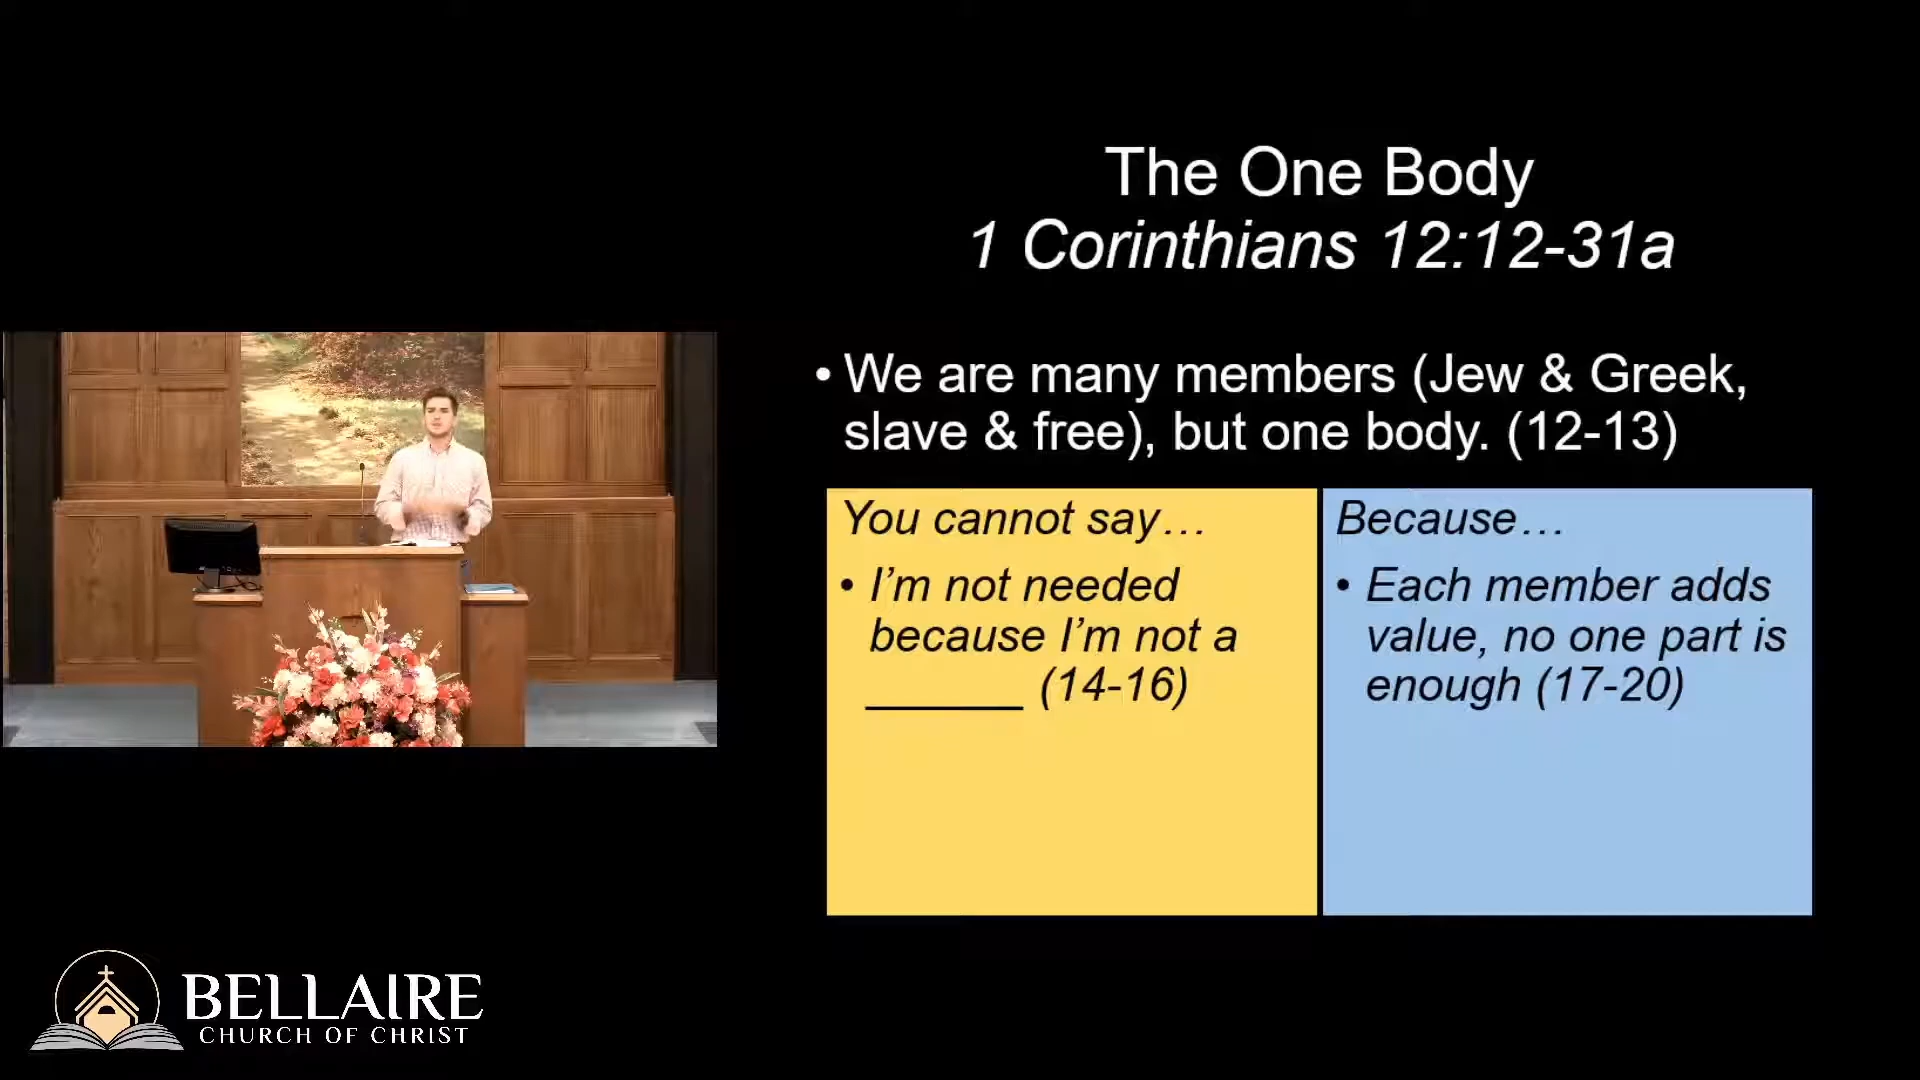 The One Body
1 Corinthians 12:12-31a
• We are many members (Jew & Greek,
slave & free), but one body. (12-13)
You cannot say…
• I'm not needed
because I'm not a
______ (14-16)
Because…
• Each member adds
value, no one part is
enough (17-20)
BELLAIRE
CHURCH OF CHRIST